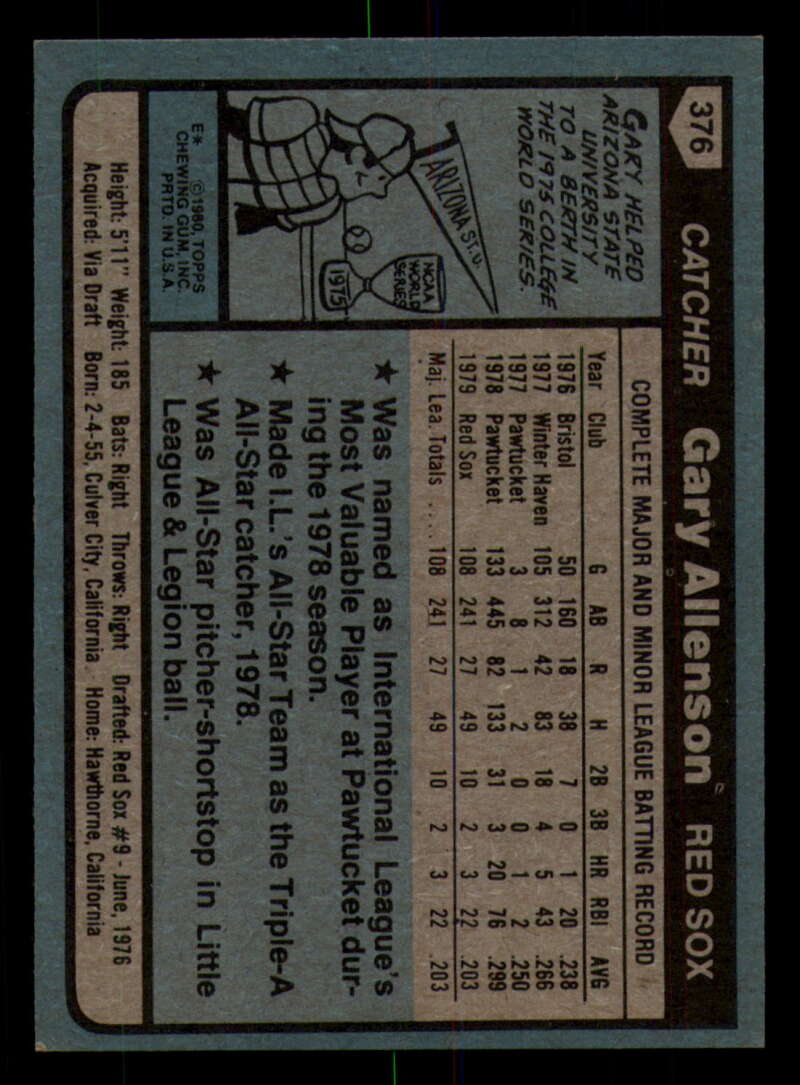 376
CATCHER Gary Allenson RED SOX
GARY HELPED
ARIZONA STATE
UNIVERSITY
TO A BERTH IN
THE 1975 COLLEGE
WORLD SERIES.
ARIZONA ST. U.
NCAA
WORLD
SERIES
1975
E* ©1980, TOPPS
CHEWING GUM, INC.
PRTD. IN U.S.A.
COMPLETE MAJOR AND MINOR LEAGUE BATTING RECORD
Year Club G AB R H 2B 3B HR RBI AVG
1976 Bristol 50 160 18 38 7 0 1 20 .238
1977 Winter Haven 105 312 42 83 18 4 5 43 .266
1977 Pawtucket 3 8 1 2 0 0 1 2 .250
1978 Pawtucket 133 445 82 133 31 3 20 76 .299
1979 Red Sox 108 241 27 49 10 2 3 22 .203
Maj. Lea. Totals .... 108 241 27 49 10 2 3 22 .203
★ Was named as International League's
Most Valuable Player at Pawtucket dur-
ing the 1978 season.
★ Made I.L.'s All-Star Team as the Triple-A
All-Star catcher, 1978.
★ Was All-Star pitcher-shortstop in Little
League & Legion ball.
Height: 5'11" Weight: 185 Bats: Right Throws: Right Drafted: Red Sox #9 - June, 1976
Acquired: Via Draft Born: 2-4-55, Culver City, California Home: Hawthorne, California